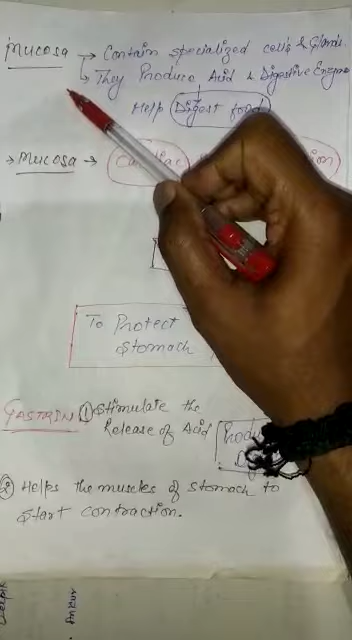 Mucosa → Contain specialized cells & Glands
↳ They Produce Acid & Digestive Enzyme
Help Digest food
→ Mucosa →
To Protect
Stomach
GASTRIN ① Stimulate the
Release of Acid
② Helps the muscles of stomach to
start contraction.